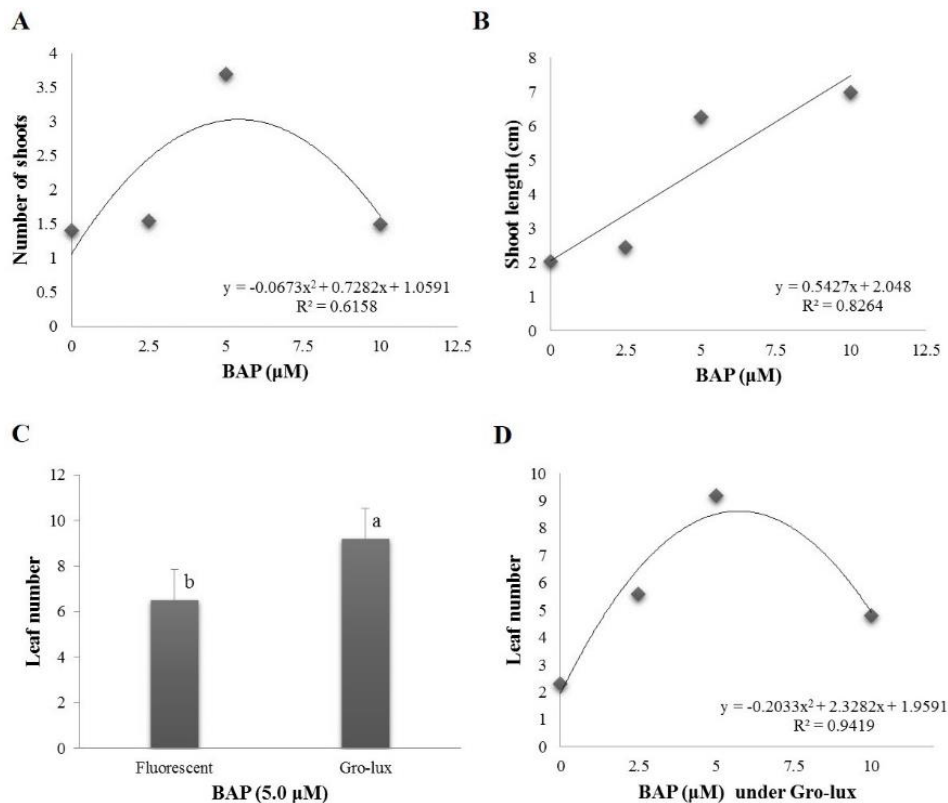 A
Number of shoots
4
3.5
3
2.5
2
1.5
1
0.5
0
0 2.5 5 7.5 10 12.5
BAP (µM)
y = -0.0673x² + 0.7282x + 1.0591
R² = 0.6158
B
Shoot length (cm)
8
7
6
5
4
3
2
1
0
0 2.5 5 7.5 10 12.5
BAP (µM)
y = 0.5427x + 2.048
R² = 0.8264
C
Leaf number
12
10
8
6
4
2
0
b
a
Fluorescent Gro-lux
BAP (5.0 µM)
D
Leaf number
10
9
8
7
6
5
4
3
2
1
0
0 2.5 5 7.5 10
BAP (µM) under Gro-lux
y = -0.2033x² + 2.3282x + 1.9591
R² = 0.9419